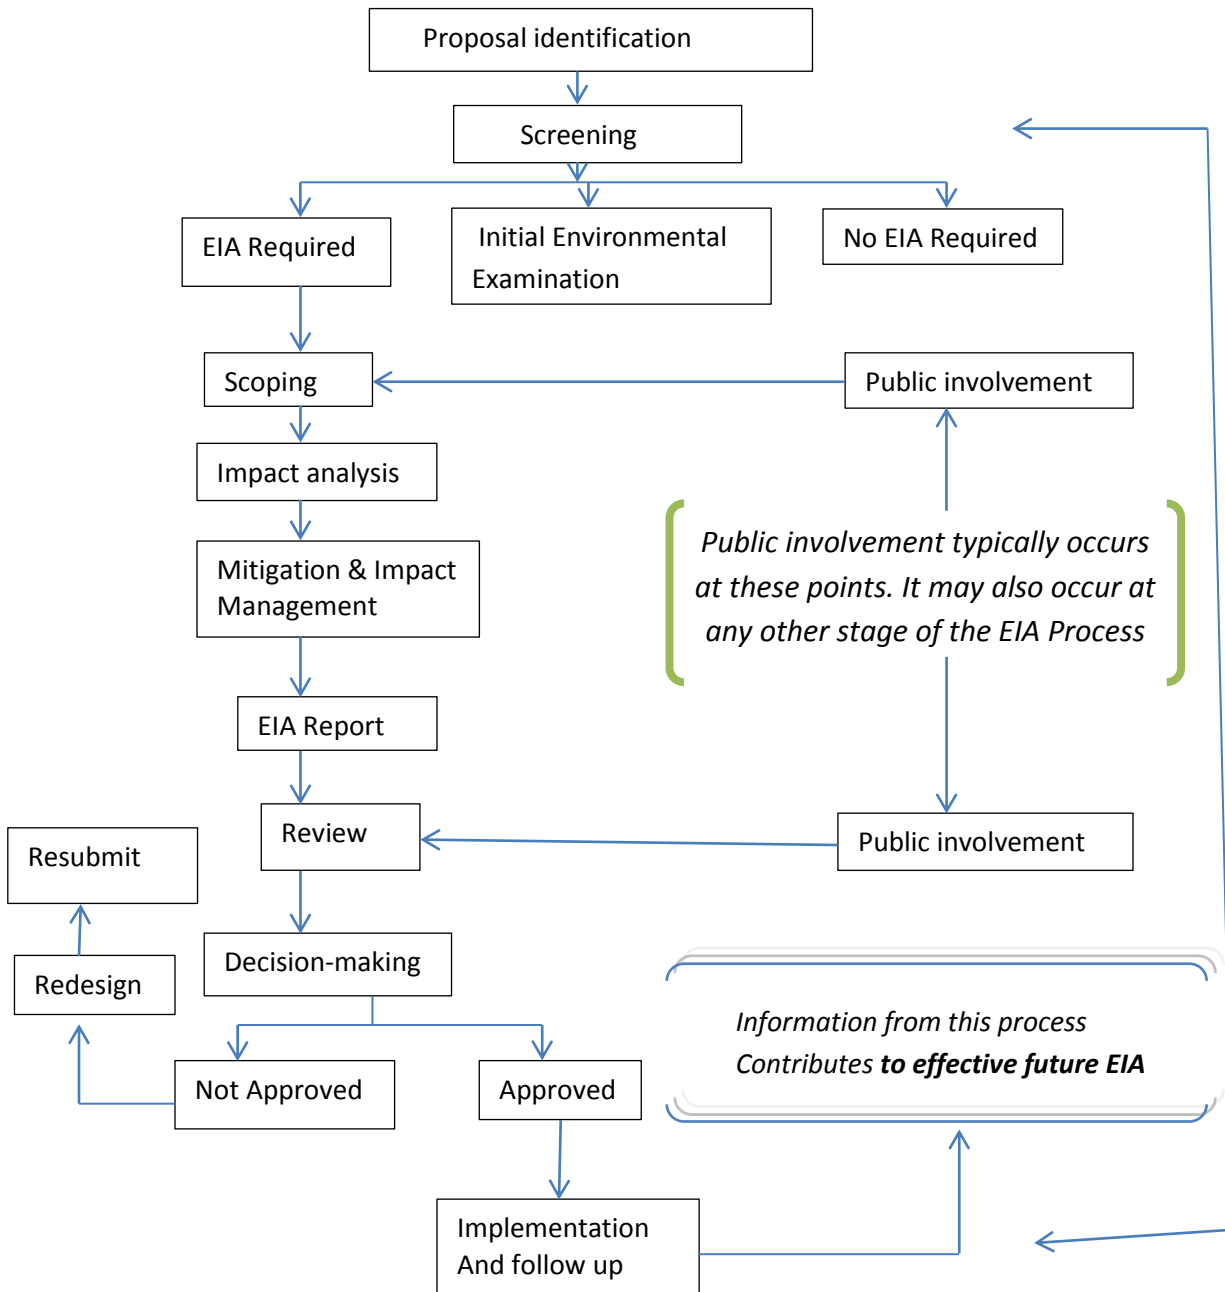 Proposal identification
Screening
EIA Required
Initial Environmental
Examination
No EIA Required
Scoping
Public involvement
Impact analysis
Public involvement typically occurs
at these points. It may also occur at
any other stage of the EIA Process
Mitigation & Impact
Management
EIA Report
Review
Public involvement
Resubmit
Decision-making
Redesign
Information from this process
Contributes to effective future EIA
Not Approved
Approved
Implementation
And follow up